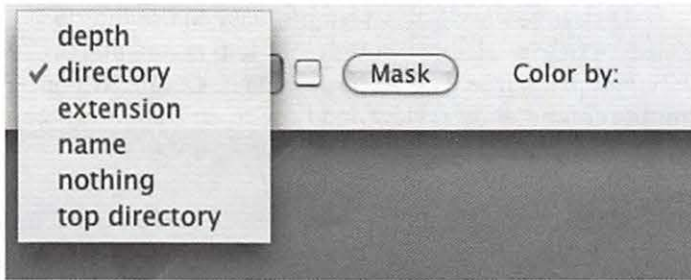 depth
✓ directory
extension
name
nothing
top directory
Mask
Color by: